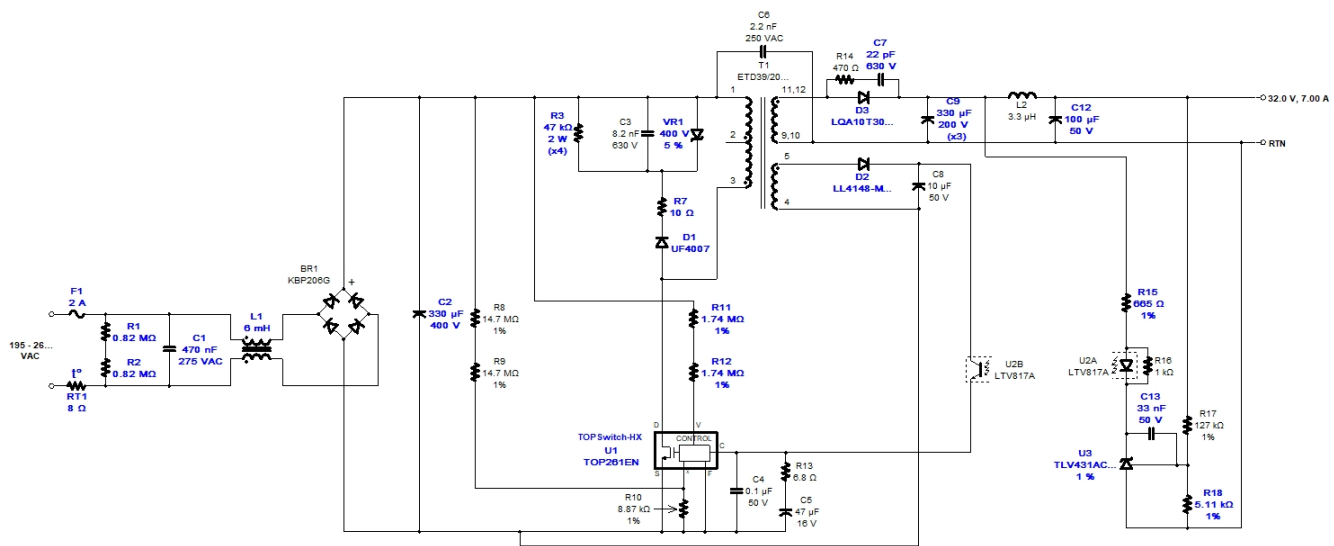 C6
2.2 nF
250 VAC
T1
ETD39/20...
R14
470 Ω
C7
22 pF
630 V
1
11,12
D3
LQA10T30...
C9
330 µF
200 V
(x3)
L2
3.3 µH
C12
100 µF
50 V
32.0 V, 7.00 A
R3
47 kΩ
2 W
(x4)
C3
8.2 nF
630 V
VR1
400 V
5 %
2
9,10
RTN
3
5
D2
LL4148-M...
C8
10 µF
50 V
4
R7
10 Ω
D1
UF4007
BR1
KBP206G
+
F1
2 A
R1
0.82 MΩ
R2
0.82 MΩ
C1
470 nF
275 VAC
L1
6 mH
195 - 26...
VAC
t°
RT1
8 Ω
C2
330 µF
400 V
R8
14.7 MΩ
1%
R9
14.7 MΩ
1%
R11
1.74 MΩ
1%
R12
1.74 MΩ
1%
R15
665 Ω
1%
U2B
LTV817A
U2A
LTV817A
R16
1 kΩ
C13
33 nF
50 V
R17
127 kΩ
1%
U3
TLV431AC...
1 %
R18
5.11 kΩ
1%
TOPSwitch-HX
U1
TOP261EN
D
V
CONTROL
C
S
X
F
R10
8.87 kΩ
1%
C4
0.1 µF
50 V
R13
6.8 Ω
C5
47 µF
16 V